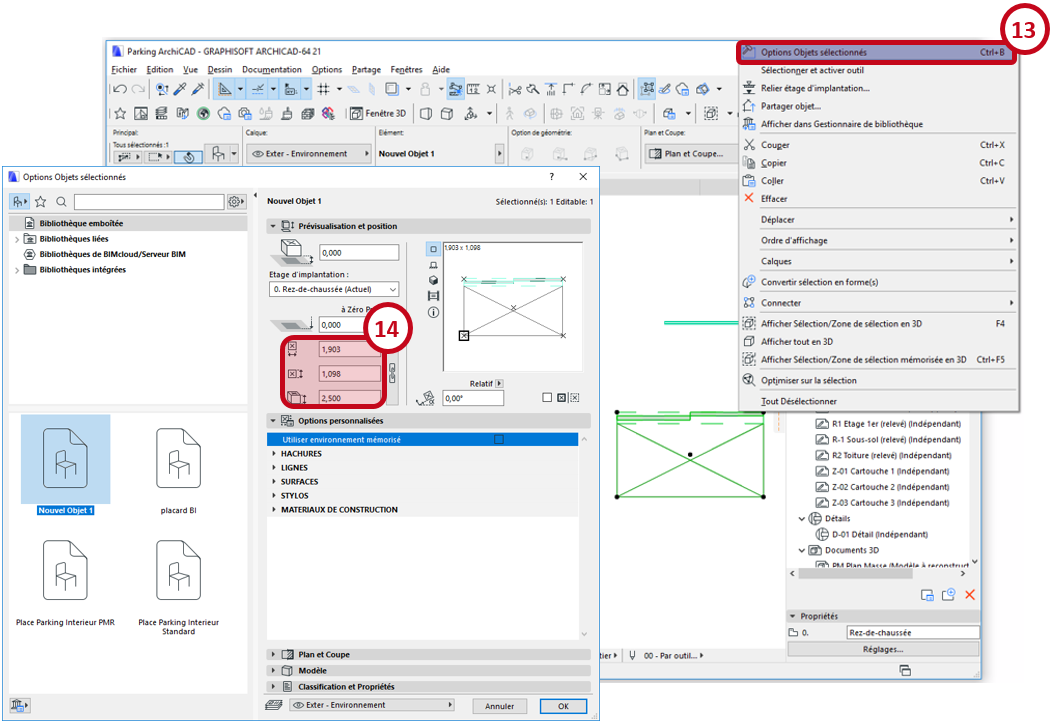 13
Parking ArchiCAD - GRAPHISOFT ARCHICAD-64 21
Fichier Edition Vue Dessin Documentation Options Partage Fenêtres Aide
Fenêtre 3D
Principal:
Tous sélectionnés :1
Calque:
Exter - Environnement
Elément:
Nouvel Objet 1
Option de géométrie:
Plan et Coupe:
Plan et Coupe...
Options Objets sélectionnés Ctrl+B
Sélectionner et activer outil
Relier étage d'implantation...
Partager objet...
Afficher dans Gestionnaire de bibliothèque
Couper Ctrl+X
Copier Ctrl+C
Coller Ctrl+V
Effacer
Déplacer
Ordre d'affichage
Calques
Convertir sélection en forme(s)
Connecter
Afficher Sélection/Zone de sélection en 3D F4
Afficher tout en 3D
Afficher Sélection/Zone de sélection mémorisée en 3D Ctrl+F5
Optimiser sur la sélection
Tout Désélectionner
Options Objets sélectionnés
?
Bibliothèque emboîtée
Bibliothèques liées
Bibliothèques de BIMcloud/Serveur BIM
Bibliothèques intégrées
Nouvel Objet 1
placard BI
Place Parking Interieur PMR
Place Parking Interieur
Standard
Nouvel Objet 1
Sélectionné(s): 1 Editable: 1
Prévisualisation et position
0,000
Etage d'implantation :
0. Rez-de-chaussée (Actuel)
à Zéro P
0,000
14
1,903
1,098
2,500
1,903 x 1,098
Relatif
0,00°
Options personnalisées
Utiliser environnement mémorisé
HACHURES
LIGNES
SURFACES
STYLOS
MATERIAUX DE CONSTRUCTION
Plan et Coupe
Modèle
Classification et Propriétés
Exter - Environnement
Annuler
OK
R1 Etage 1er (relevé) (Indépendant)
R-1 Sous-sol (relevé) (Indépendant)
R2 Toiture (relevé) (Indépendant)
Z-01 Cartouche 1 (Indépendant)
Z-02 Cartouche 2 (Indépendant)
Z-03 Cartouche 3 (Indépendant)
Détails
D-01 Détail (Indépendant)
Documents 3D
PM Plan Masse (Modèle à reconstruct
Propriétés
0. Rez-de-chaussée
Réglages...
tier
00 - Par outil...